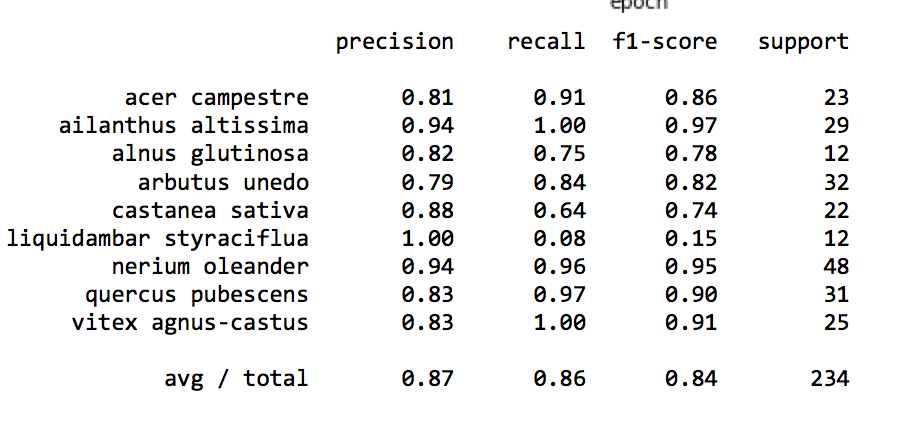 epoch
precision recall f1-score support
acer campestre 0.81 0.91 0.86 23
ailanthus altissima 0.94 1.00 0.97 29
alnus glutinosa 0.82 0.75 0.78 12
arbutus unedo 0.79 0.84 0.82 32
castanea sativa 0.88 0.64 0.74 22
liquidambar styraciflua 1.00 0.08 0.15 12
nerium oleander 0.94 0.96 0.95 48
quercus pubescens 0.83 0.97 0.90 31
vitex agnus-castus 0.83 1.00 0.91 25
avg / total 0.87 0.86 0.84 234